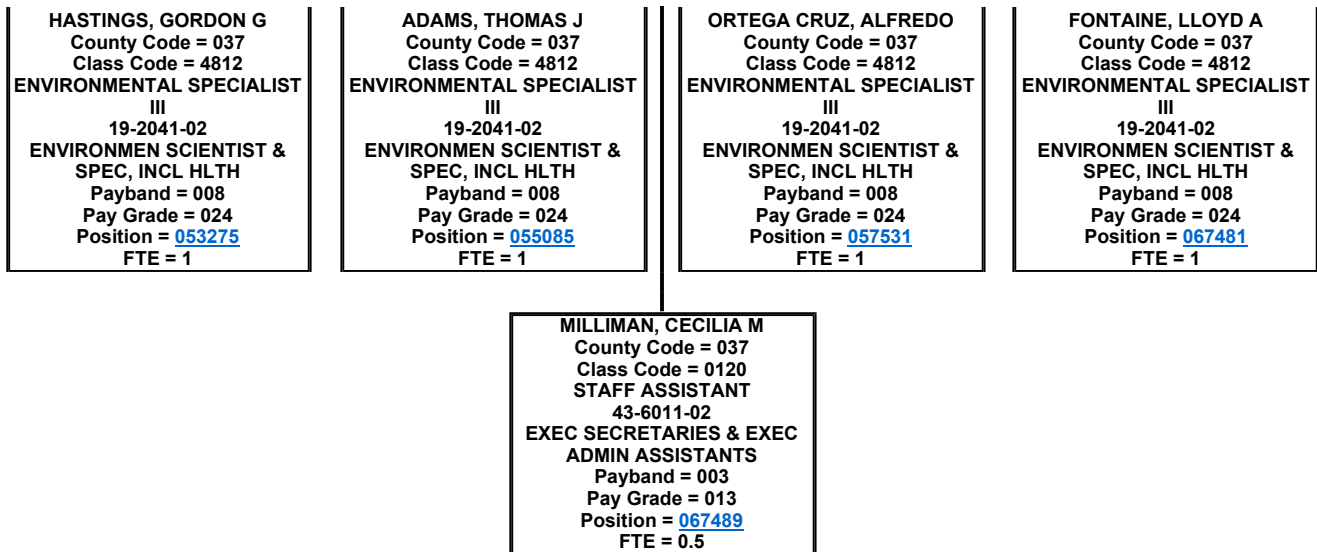 HASTINGS, GORDON G
County Code = 037
Class Code = 4812
ENVIRONMENTAL SPECIALIST
III
19-2041-02
ENVIRONMEN SCIENTIST &
SPEC, INCL HLTH
Payband = 008
Pay Grade = 024
Position = 053275
FTE = 1
ADAMS, THOMAS J
County Code = 037
Class Code = 4812
ENVIRONMENTAL SPECIALIST
III
19-2041-02
ENVIRONMEN SCIENTIST &
SPEC, INCL HLTH
Payband = 008
Pay Grade = 024
Position = 055085
FTE = 1
ORTEGA CRUZ, ALFREDO
County Code = 037
Class Code = 4812
ENVIRONMENTAL SPECIALIST
III
19-2041-02
ENVIRONMEN SCIENTIST &
SPEC, INCL HLTH
Payband = 008
Pay Grade = 024
Position = 057531
FTE = 1
FONTAINE, LLOYD A
County Code = 037
Class Code = 4812
ENVIRONMENTAL SPECIALIST
III
19-2041-02
ENVIRONMEN SCIENTIST &
SPEC, INCL HLTH
Payband = 008
Pay Grade = 024
Position = 067481
FTE = 1
MILLIMAN, CECILIA M
County Code = 037
Class Code = 0120
STAFF ASSISTANT
43-6011-02
EXEC SECRETARIES & EXEC
ADMIN ASSISTANTS
Payband = 003
Pay Grade = 013
Position = 067489
FTE = 0.5